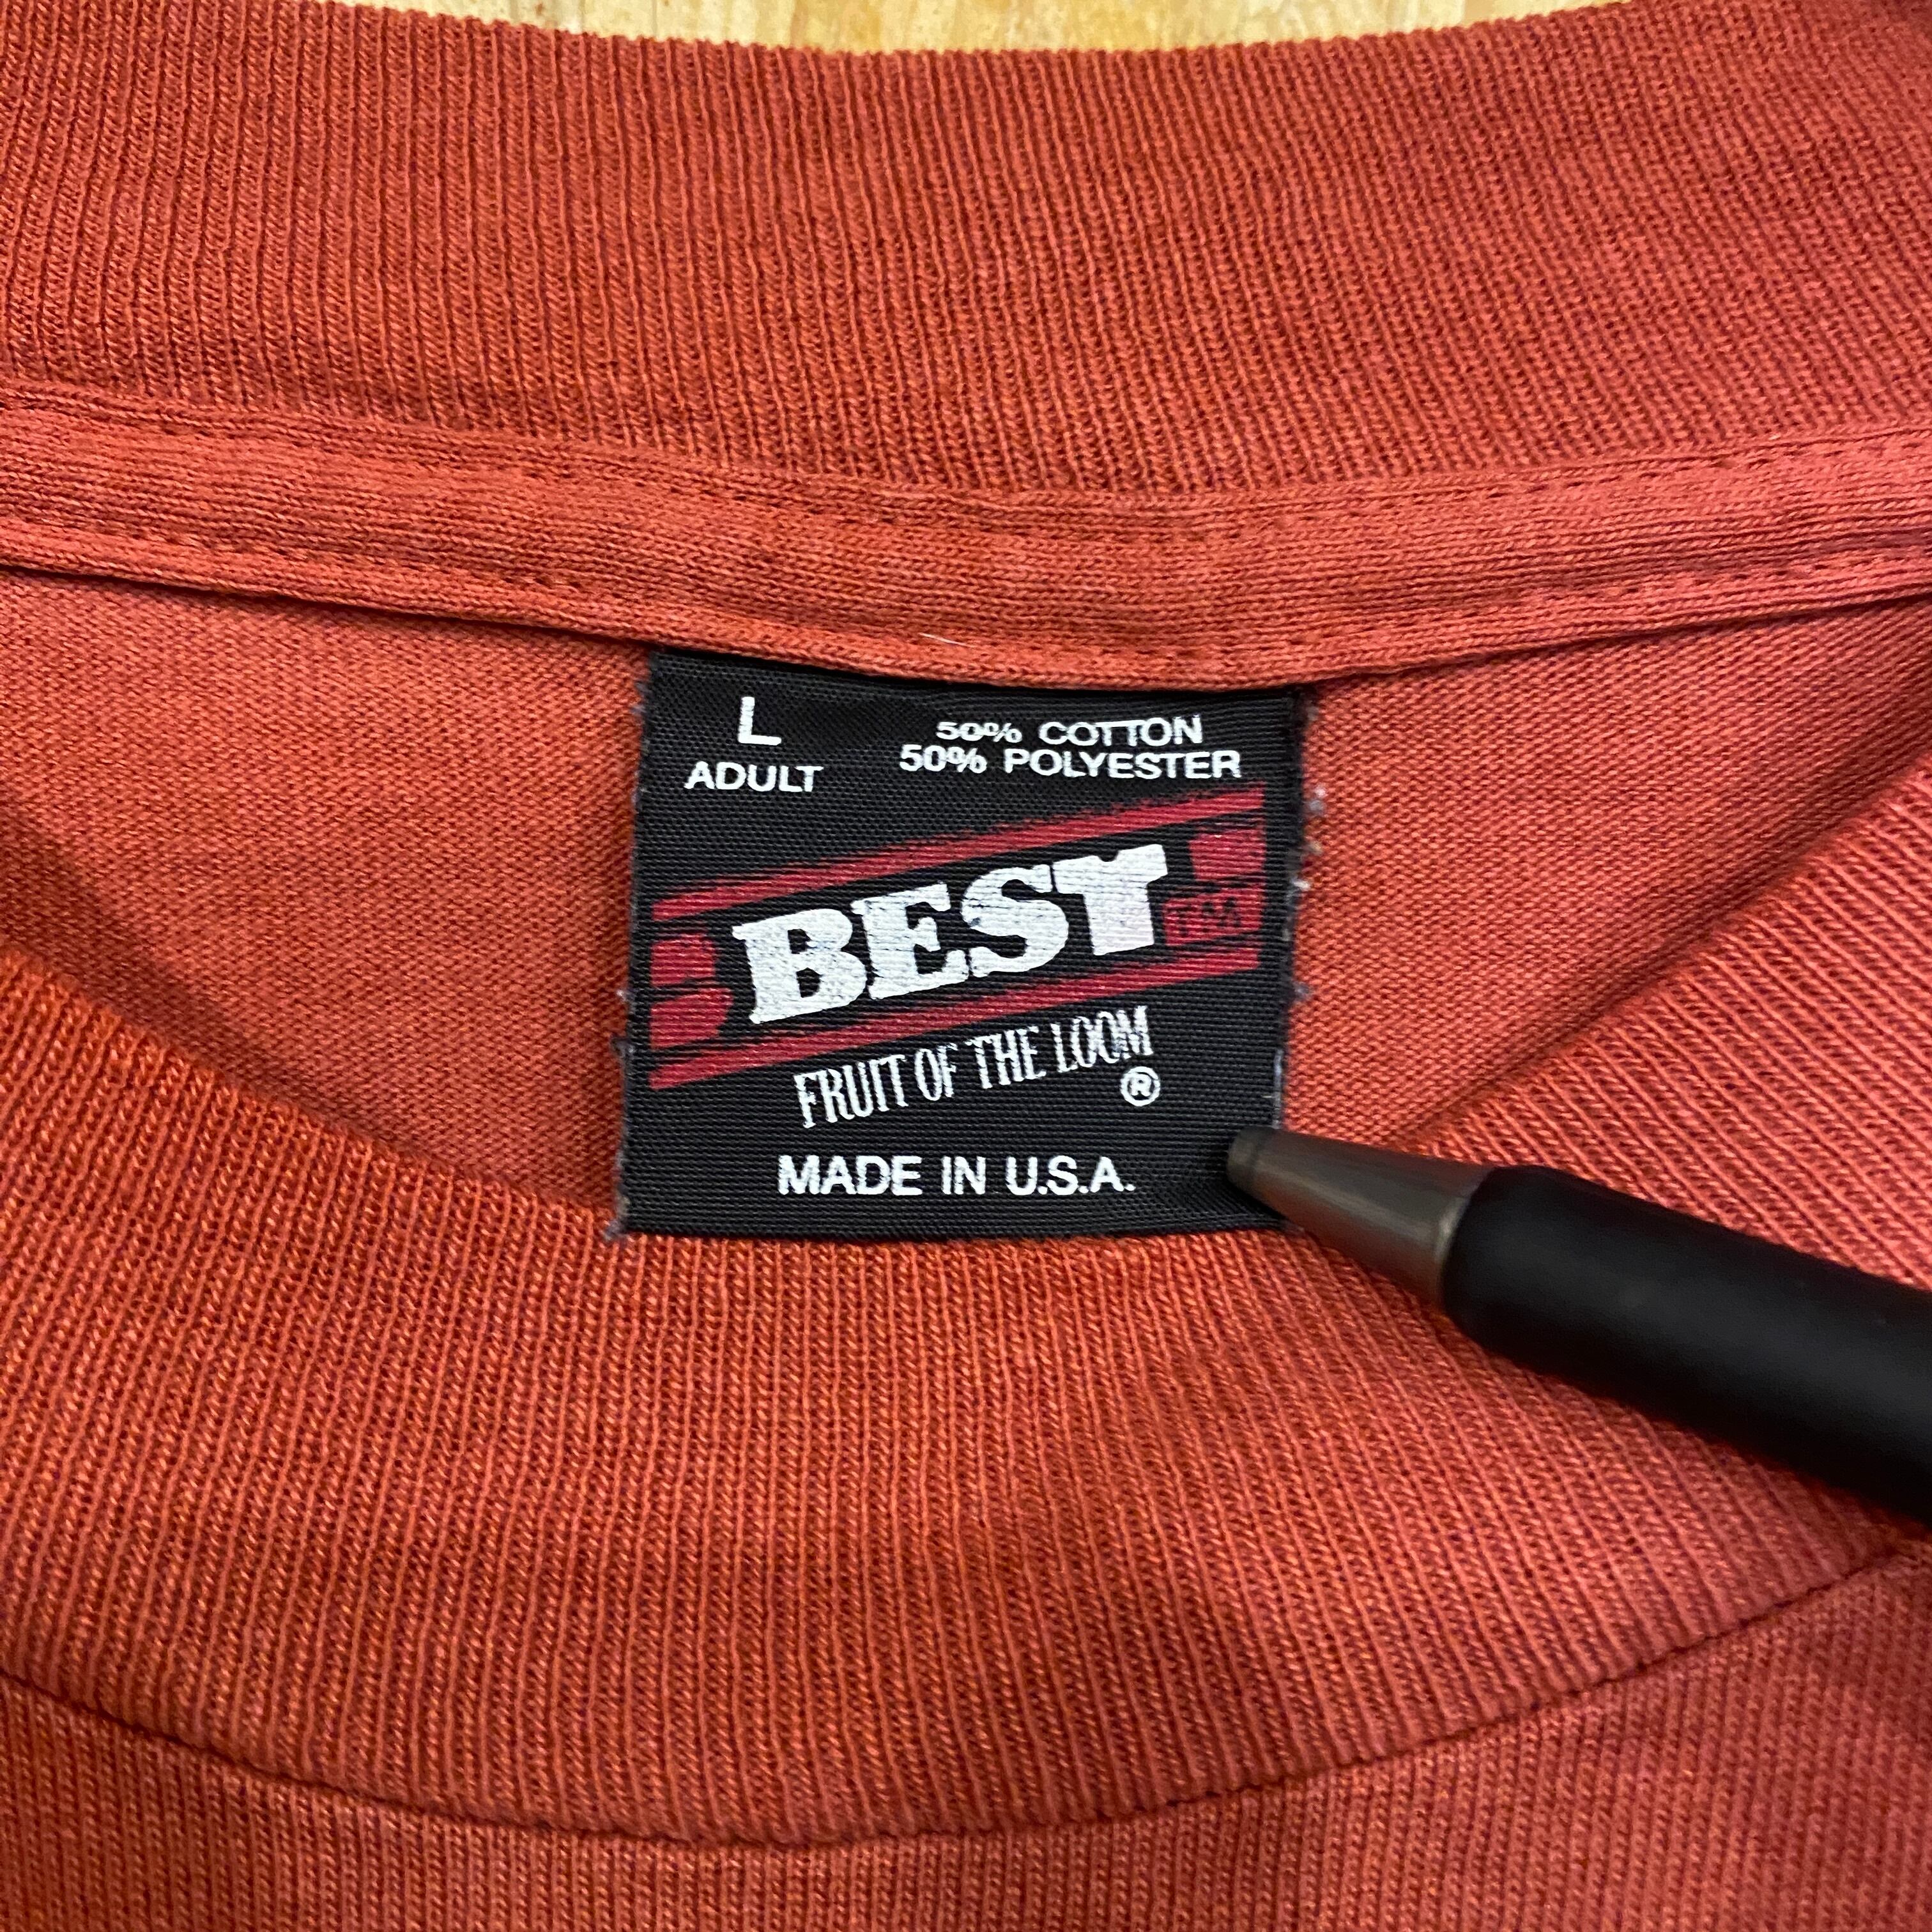 L
ADULT
50% COTTON
50% POLYESTER
BEST
TM
FRUIT OF THE LOOM
®
MADE IN U.S.A.